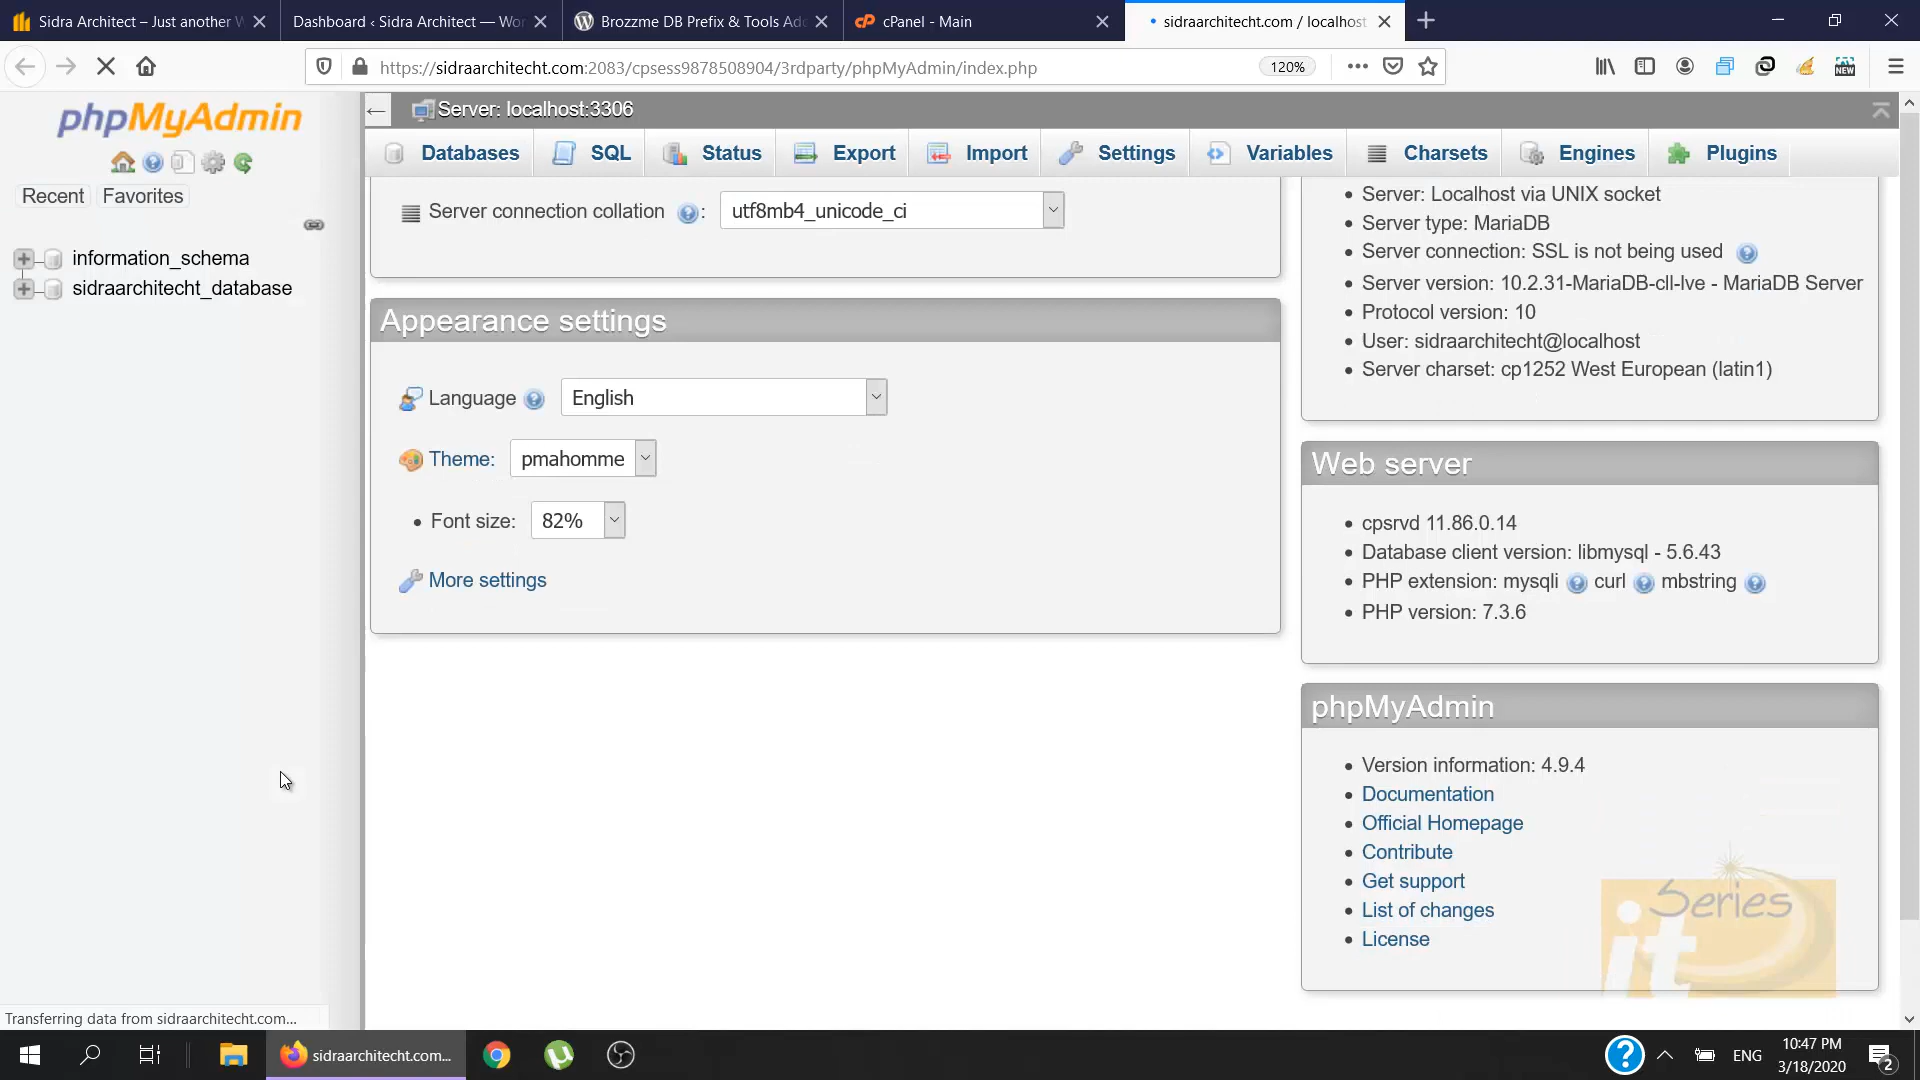 Sidra Architect – Just another W
Dashboard ‹ Sidra Architect — Wor
Brozzme DB Prefix & Tools Add
cPanel - Main
sidraarchitecht.com / localhost
https://sidraarchitecht.com:2083/cpsess9878508904/3rdparty/phpMyAdmin/index.php
120%
NEW
phpMyAdmin
Recent Favorites
information_schema
sidraarchitecht_database
Server: localhost:3306
Databases SQL Status Export Import Settings Variables Charsets Engines Plugins
Server connection collation : utf8mb4_unicode_ci
Appearance settings
Language English
Theme: pmahomme
Font size: 82%
More settings
Server: Localhost via UNIX socket
Server type: MariaDB
Server connection: SSL is not being used
Server version: 10.2.31-MariaDB-cll-lve - MariaDB Server
Protocol version: 10
User: sidraarchitecht@localhost
Server charset: cp1252 West European (latin1)
Web server
cpsrvd 11.86.0.14
Database client version: libmysql - 5.6.43
PHP extension: mysqli curl mbstring
PHP version: 7.3.6
phpMyAdmin
Version information: 4.9.4
Documentation
Official Homepage
Contribute
Get support
List of changes
License
it Series
Transferring data from sidraarchitecht.com...
sidraarchitecht.com...
ENG
10:47 PM
3/18/2020
2